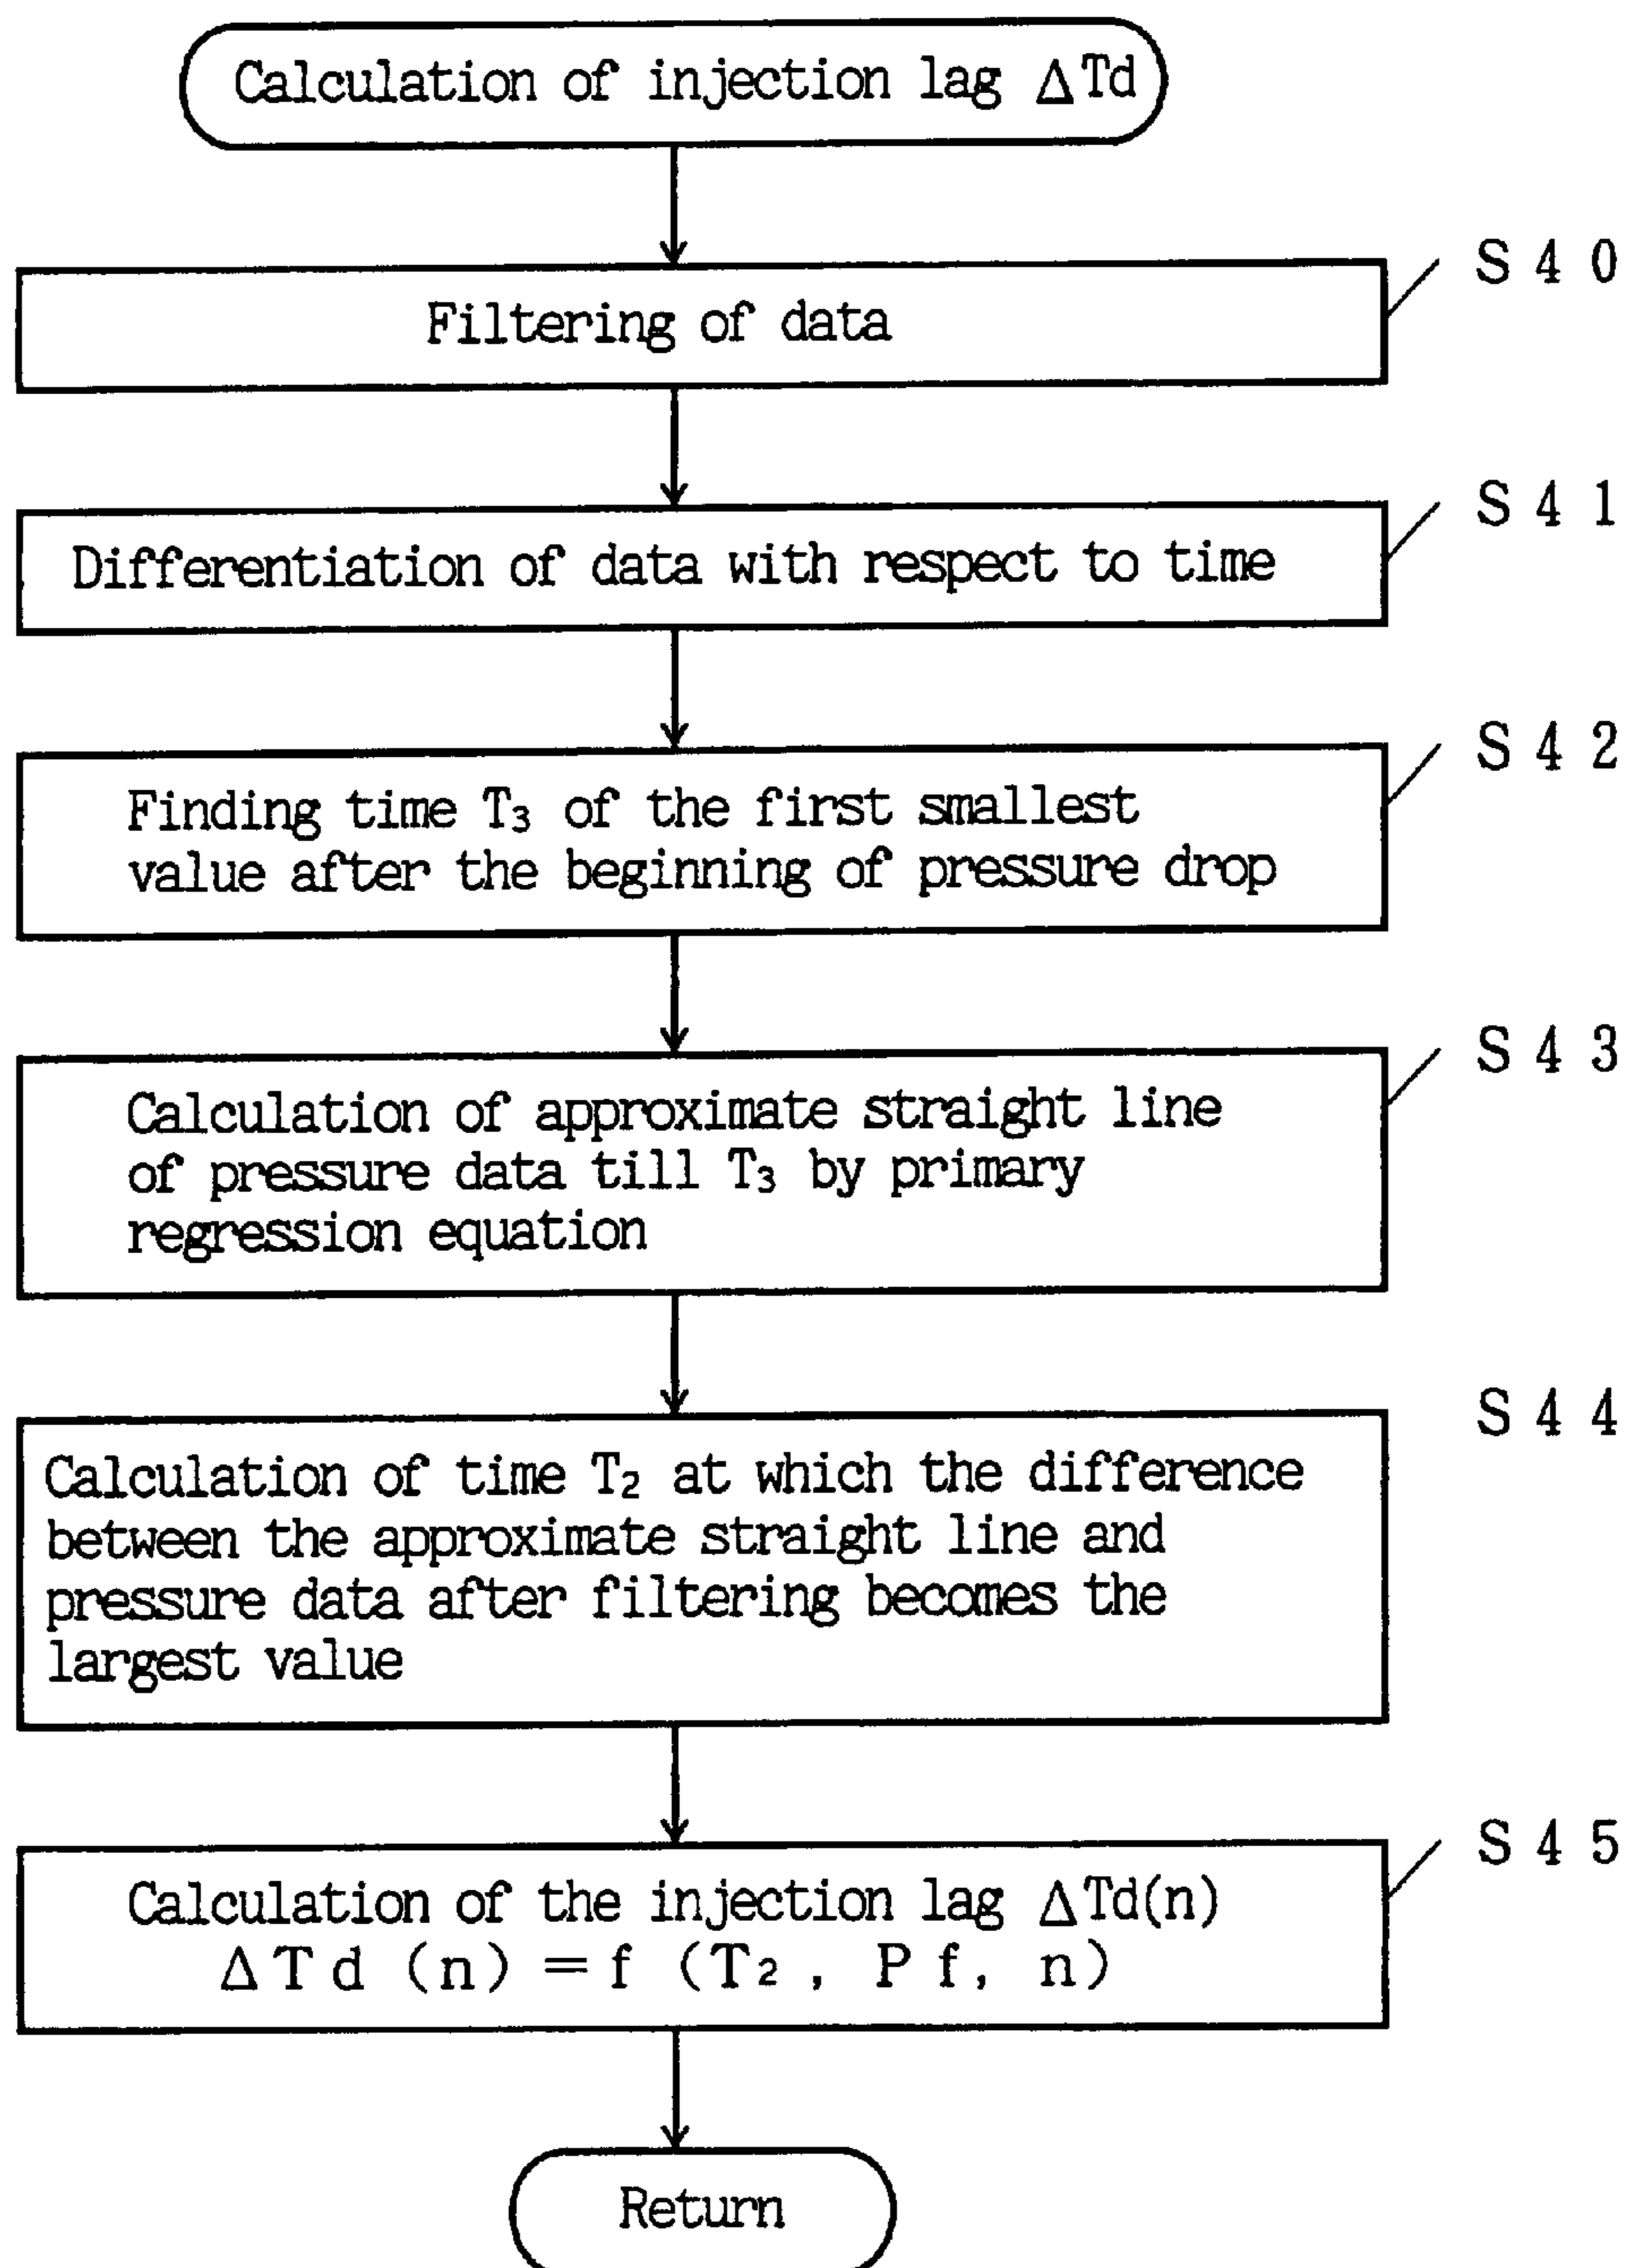 Calculation of injection lag ΔTd
S40
Filtering of data
S41
Differentiation of data with respect to time
S42
Finding time T₃ of the first smallest
value after the beginning of pressure drop
S43
Calculation of approximate straight line
of pressure data till T₃ by primary
regression equation
S44
Calculation of time T₂ at which the difference
between the approximate straight line and
pressure data after filtering becomes the
largest value
S45
Calculation of the injection lag ΔTd(n)
ΔTd (n) = f (T₂, Pf, n)
Return